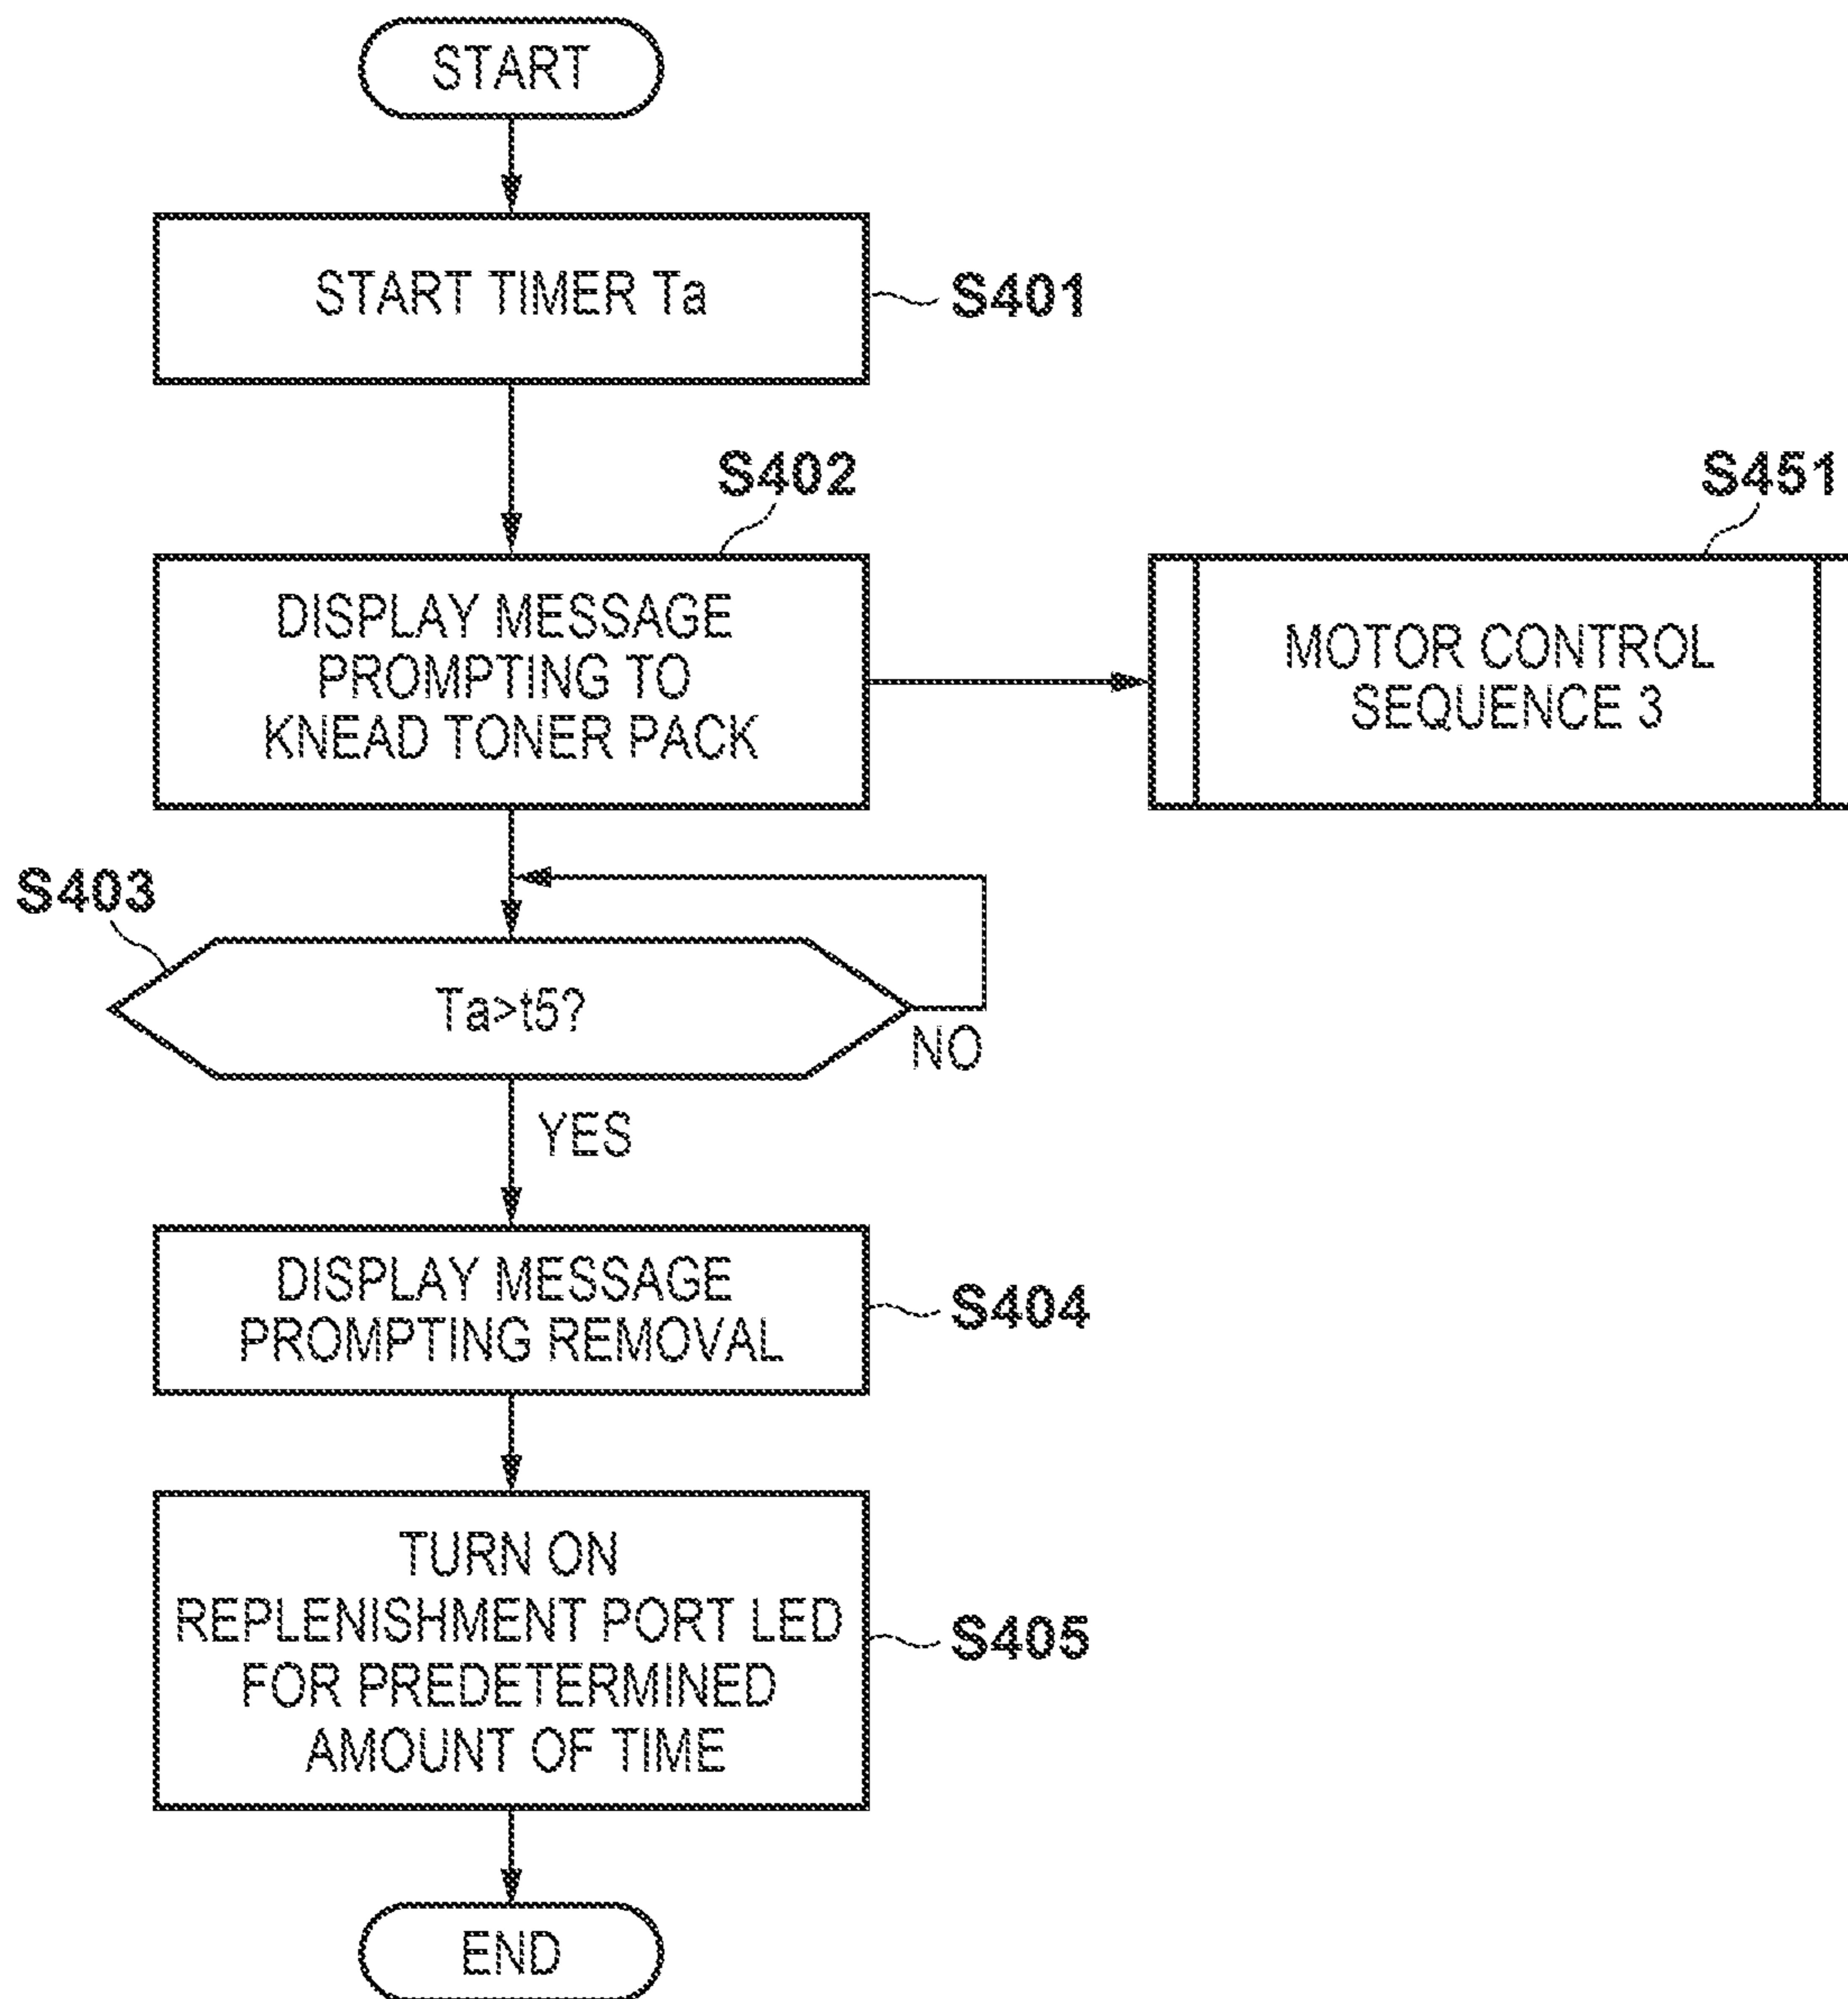 START
START TIMER Ta
S401
S402
DISPLAY MESSAGE
PROMPTING TO
KNEAD TONER PACK
S451
MOTOR CONTROL
SEQUENCE 3
S403
Ta>t5?
NO
YES
DISPLAY MESSAGE
PROMPTING REMOVAL
S404
TURN ON
REPLENISHMENT PORT LED
FOR PREDETERMINED
AMOUNT OF TIME
S405
END